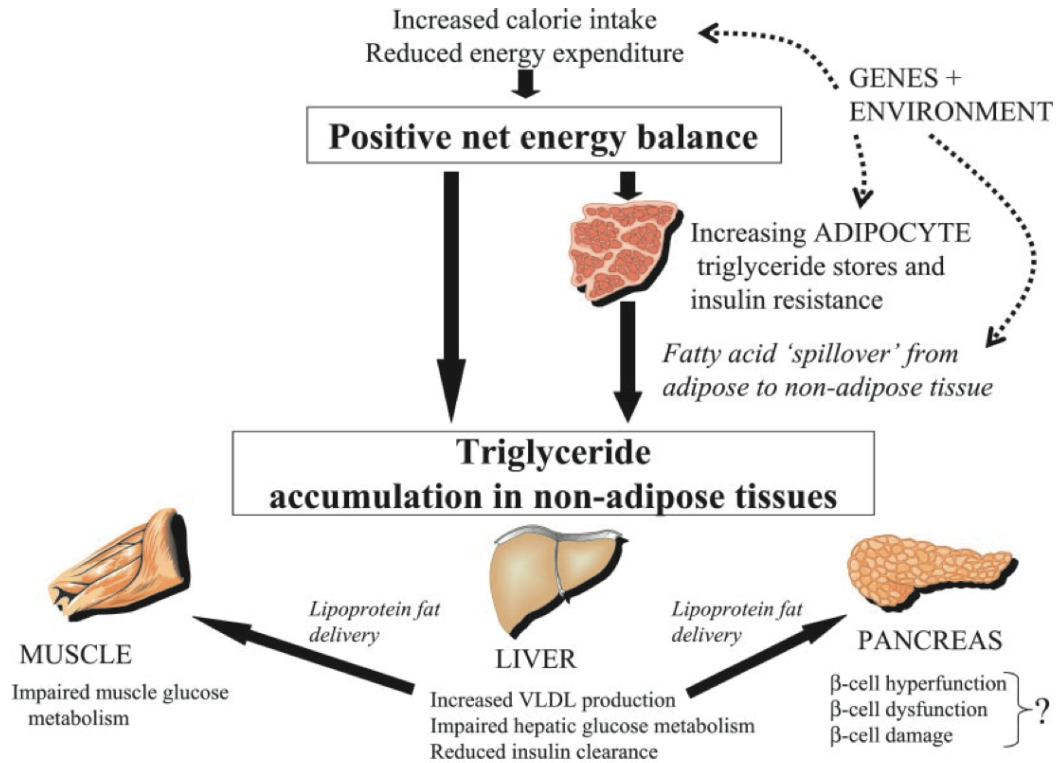 Increased calorie intake
Reduced energy expenditure
GENES +
ENVIRONMENT
Positive net energy balance
Increasing ADIPOCYTE
triglyceride stores and
insulin resistance
Fatty acid ‘spillover’ from
adipose to non-adipose tissue
Triglyceride
accumulation in non-adipose tissues
MUSCLE
Impaired muscle glucose
metabolism
Lipoprotein fat
delivery
LIVER
Increased VLDL production
Impaired hepatic glucose metabolism
Reduced insulin clearance
Lipoprotein fat
delivery
PANCREAS
β-cell hyperfunction
β-cell dysfunction
β-cell damage
?